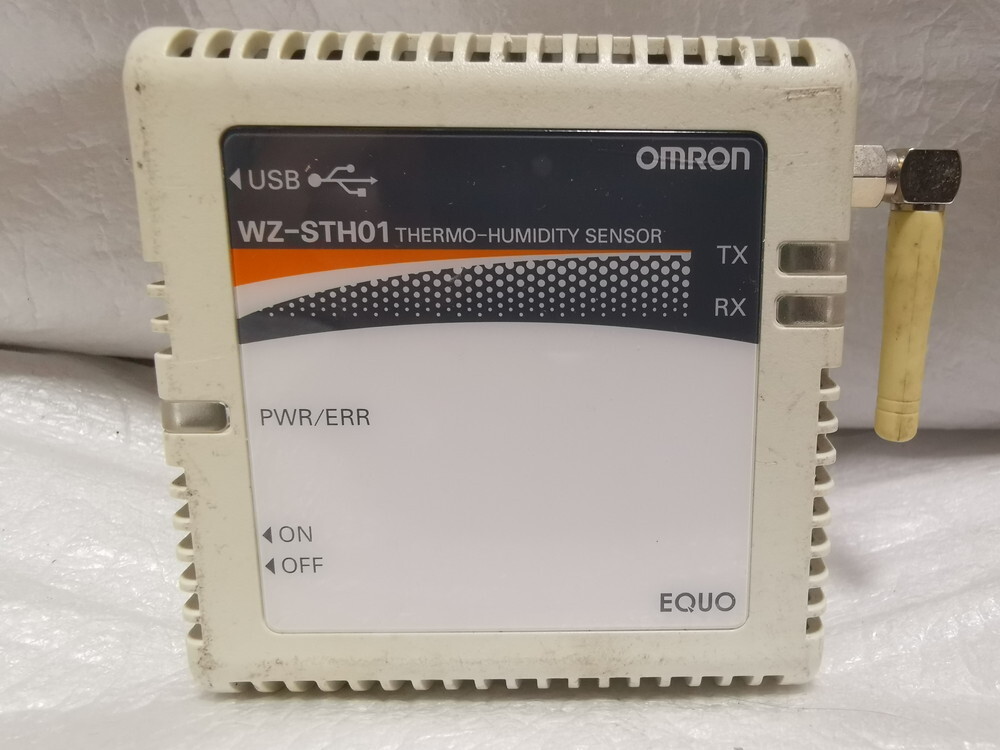 OMRON
◀USB
WZ-STH01 THERMO-HUMIDITY SENSOR
TX
RX
PWR/ERR
◀ON
◀OFF
EQUO